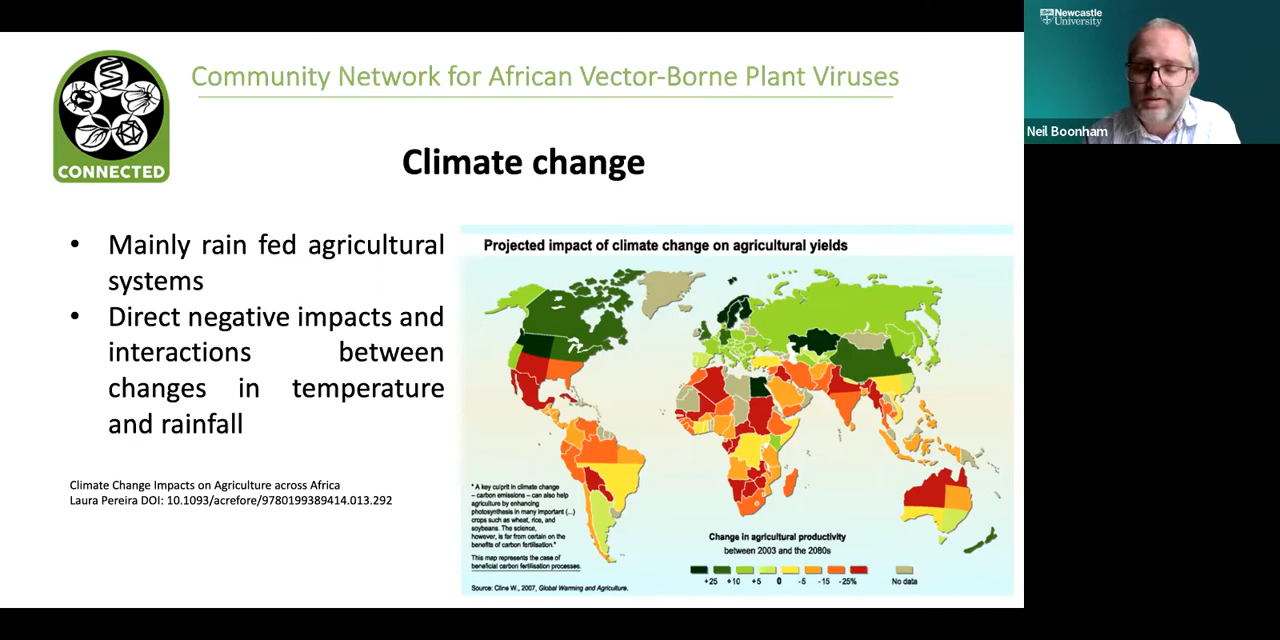 Newcastle
University
Neil Boonham
CONNECTED
Community Network for African Vector-Borne Plant Viruses
Climate change
• Mainly rain fed agricultural
systems
• Direct negative impacts and
interactions between
changes in temperature
and rainfall
Climate Change Impacts on Agriculture across Africa
Laura Pereira DOI: 10.1093/acrefore/9780199389414.013.292
Projected impact of climate change on agricultural yields
" A key culprit in climate change
– carbon emissions – can also help
agriculture by enhancing
photosynthesis in many important (...)
crops such as wheat, rice, and
soybeans. The science,
however, is far from certain on the
benefits of carbon fertilisation."
This map represents the case of
beneficial carbon fertilisation processes.
Source: Cline W., 2007, Global Warming and Agriculture.
Change in agricultural productivity
between 2003 and the 2080s
+25 +10 +5 0 -5 -15 -25% No data